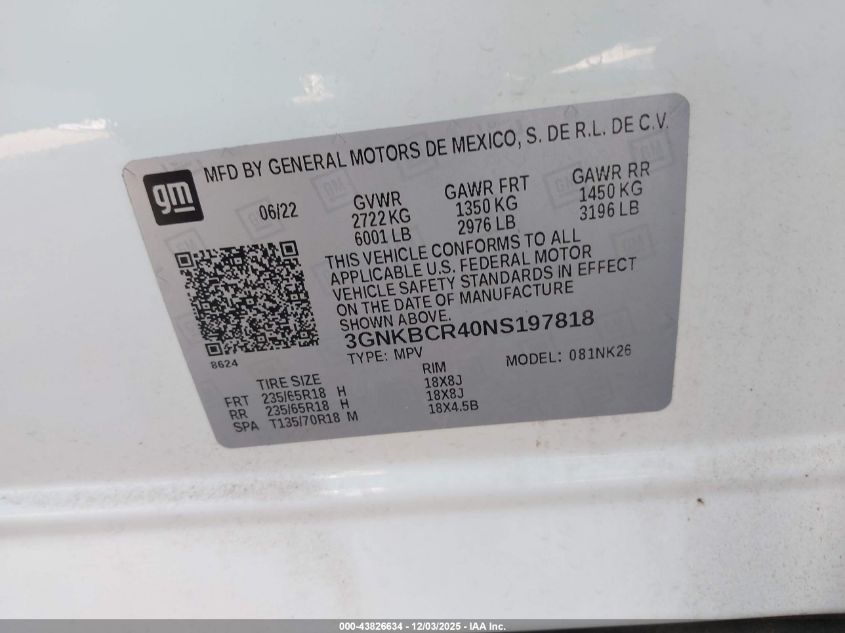 MFD BY GENERAL MOTORS DE MEXICO, S. DE R.L. DE C.V.
gm
06/22 GVWR GAWR FRT GAWR RR
2722 KG 1350 KG 1450 KG
6001 LB 2976 LB 3196 LB
THIS VEHICLE CONFORMS TO ALL
APPLICABLE U.S. FEDERAL MOTOR
VEHICLE SAFETY STANDARDS IN EFFECT
ON THE DATE OF MANUFACTURE
SHOWN ABOVE.
3GNKBCR40NS197818
8624
TYPE: MPV MODEL: 081NK26
TIRE SIZE RIM
FRT 235/65R18 H 18X8J
RR 235/65R18 H 18X8J
SPA T135/70R18 M 18X4.5B
000-43826634 - 12/03/2025 - IAA Inc.